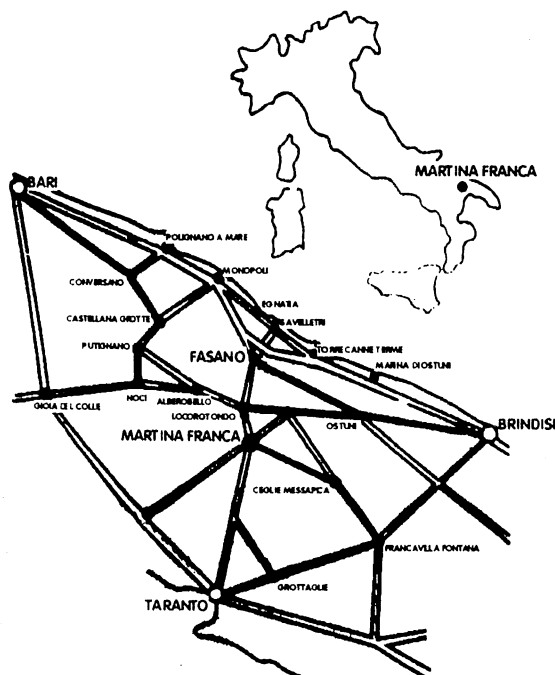 MARTINA FRANCA
BARI
POLIGNANO A MARE
MONOPOLI
CONVERSANO
EGNATIA
CASTELLANA GROTTE
SAVELLETRI
PUTIGNANO
FASANO
TORRE CANNE TERME
MARINA DI OSTUNI
NOCI
ALBEROBELLO
GIOIA DEL COLLE
LOCOROTONDO
OSTUNI
BRINDISI
MARTINA FRANCA
CEGLIE MESSAPICA
FRANCAVILLA FONTANA
GROTTAGLIE
TARANTO